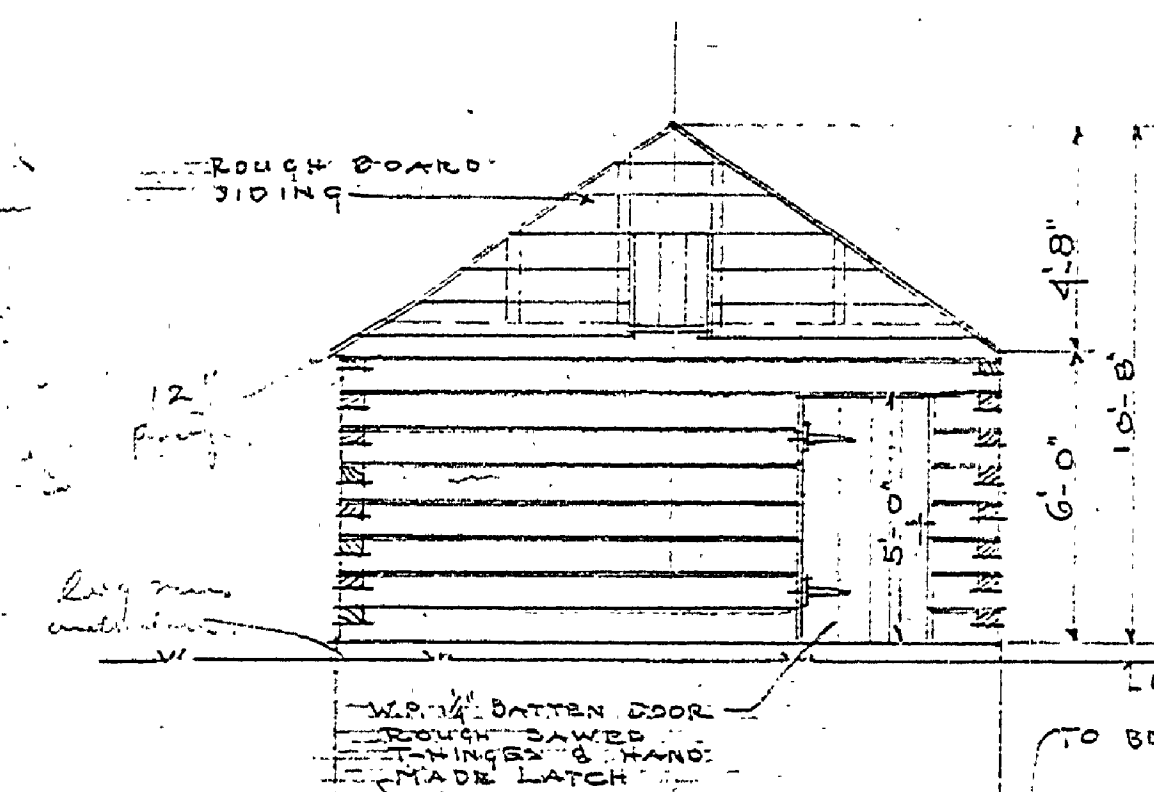 ROUGH BOARD
SIDING
4'-8"
10'-8"
12"
6'-0"
5'-0"
W.P. 1¼" BATTEN DOOR
ROUGH SAWED
T-HINGES & HAND
MADE LATCH
TO